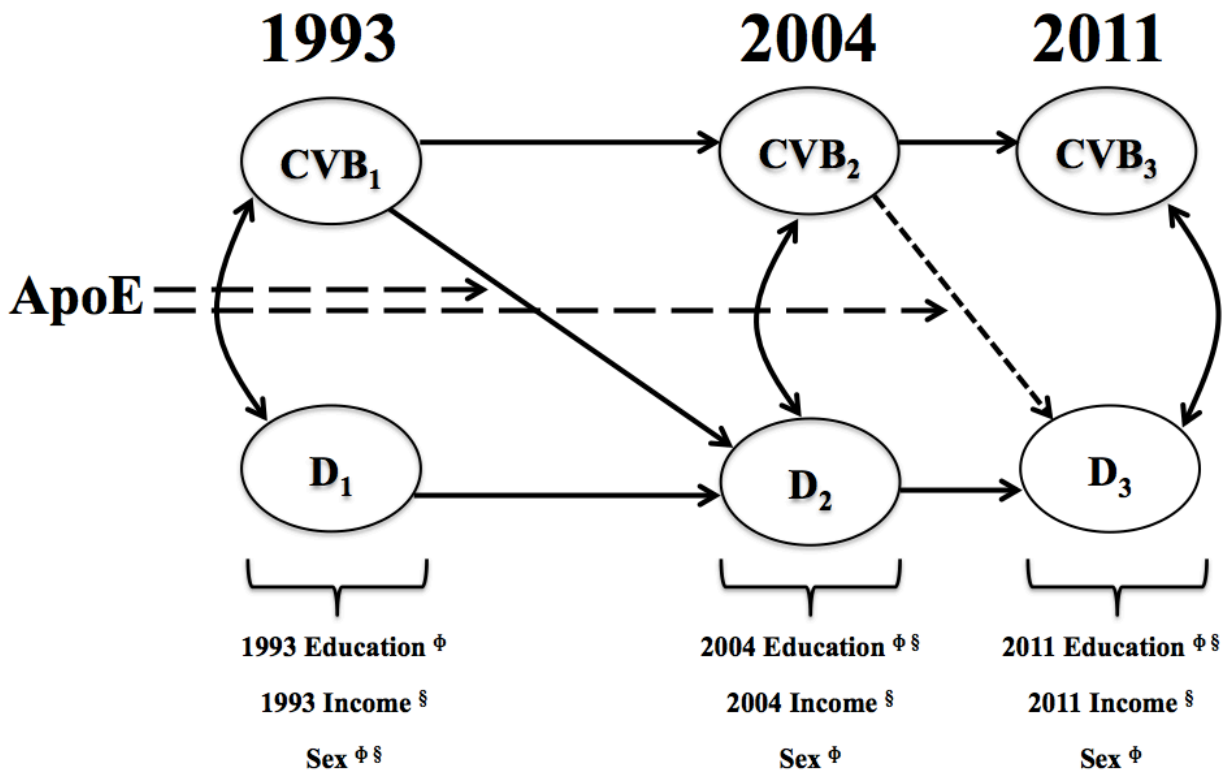 1993 2004 2011
CVB₁ CVB₂ CVB₃
ApoE
D₁ D₂ D₃
1993 Education Φ 2004 Education Φ § 2011 Education Φ §
1993 Income § 2004 Income § 2011 Income §
Sex Φ § Sex Φ Sex Φ